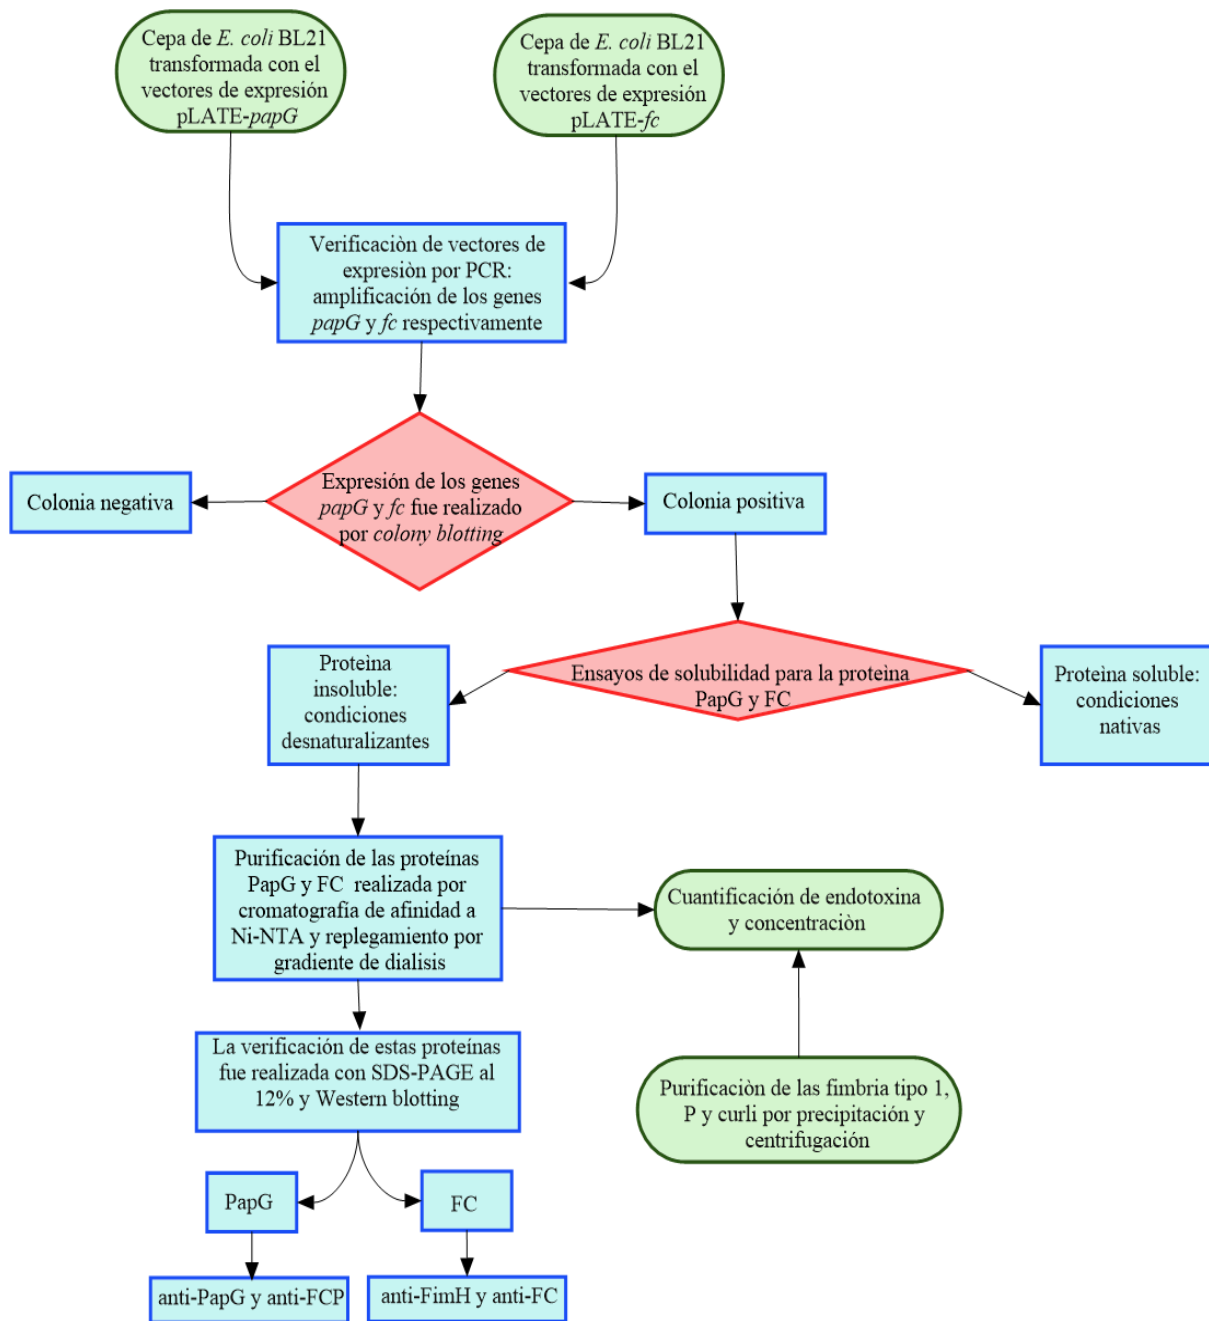 Cepa de E. coli BL21
transformada con el
vectores de expresión
pLATE-papG
Cepa de E. coli BL21
transformada con el
vectores de expresión
pLATE-fc
Verificaciòn de vectores de
expresiòn por PCR:
amplificación de los genes
papG y fc respectivamente
Expresión de los genes
papG y fc fue realizado
por colony blotting
Colonia negativa
Colonia positiva
Ensayos de solubilidad para la proteìna
PapG y FC
Proteìna
insoluble:
condiciones
desnaturalizantes
Proteìna soluble:
condiciones
nativas
Purificación de las proteínas
PapG y FC realizada por
cromatografía de afinidad a
Ni-NTA y replegamiento por
gradiente de dialisis
Cuantificación de endotoxina
y concentraciòn
La verificación de estas proteínas
fue realizada con SDS-PAGE al
12% y Western blotting
Purificaciòn de las fimbria tipo 1,
P y curli por precipitación y
centrifugación
PapG
FC
anti-PapG y anti-FCP
anti-FimH y anti-FC